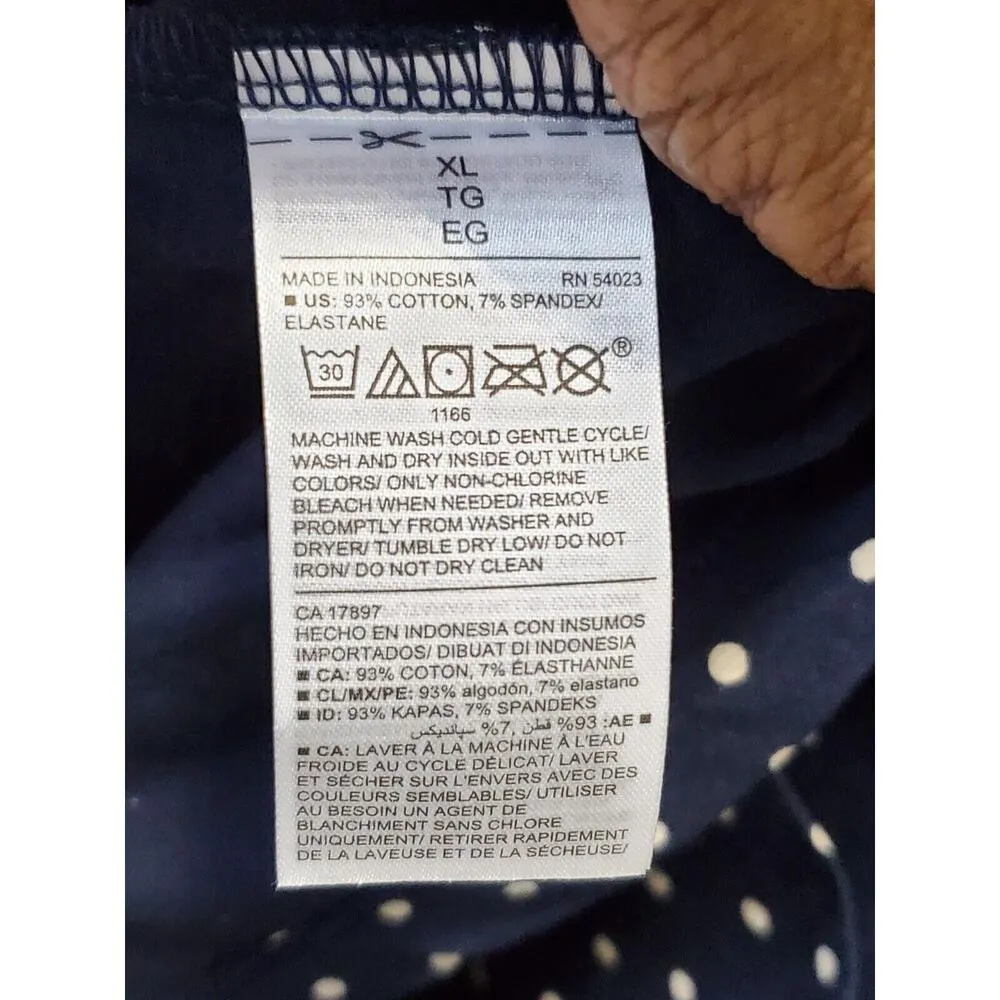 XL
TG
EG
MADE IN INDONESIA RN 54023
US: 93% COTTON, 7% SPANDEX/
ELASTANE
30 ®
1166
MACHINE WASH COLD GENTLE CYCLE/
WASH AND DRY INSIDE OUT WITH LIKE
COLORS/ ONLY NON-CHLORINE
BLEACH WHEN NEEDED/ REMOVE
PROMPTLY FROM WASHER AND
DRYER/ TUMBLE DRY LOW/ DO NOT
IRON/ DO NOT DRY CLEAN
CA 17897
HECHO EN INDONESIA CON INSUMOS
IMPORTADOS/ DIBUAT DI INDONESIA
CA: 93% COTON, 7% ÉLASTHANNE
CL/MX/PE: 93% algodón, 7% elastano
ID: 93% KAPAS, 7% SPANDEKS
AE: 93% قطن, 7% سباندیکس
CA: LAVER À LA MACHINE À L'EAU
FROIDE AU CYCLE DÉLICAT/ LAVER
ET SÉCHER SUR L'ENVERS AVEC DES
COULEURS SEMBLABLES/ UTILISER
AU BESOIN UN AGENT DE
BLANCHIMENT SANS CHLORE
UNIQUEMENT/ RETIRER RAPIDEMENT
DE LA LAVEUSE ET DE LA SÉCHEUSE/